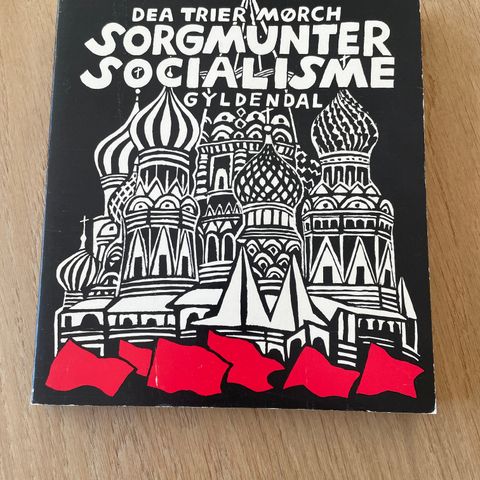 DEA TRIER MØRCH
SORGMUNTER
SOCIALISME
GYLDENDAL